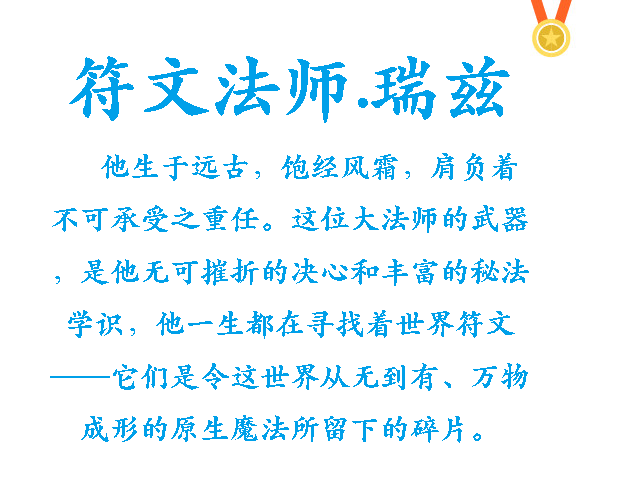 符文法师.瑞兹
他生于远古，饱经风霜，肩负着
不可承受之重任。这位大法师的武器
，是他无可摧折的决心和丰富的秘法
学识，他一生都在寻找着世界符文
——它们是令这世界从无到有、万物
成形的原生魔法所留下的碎片。